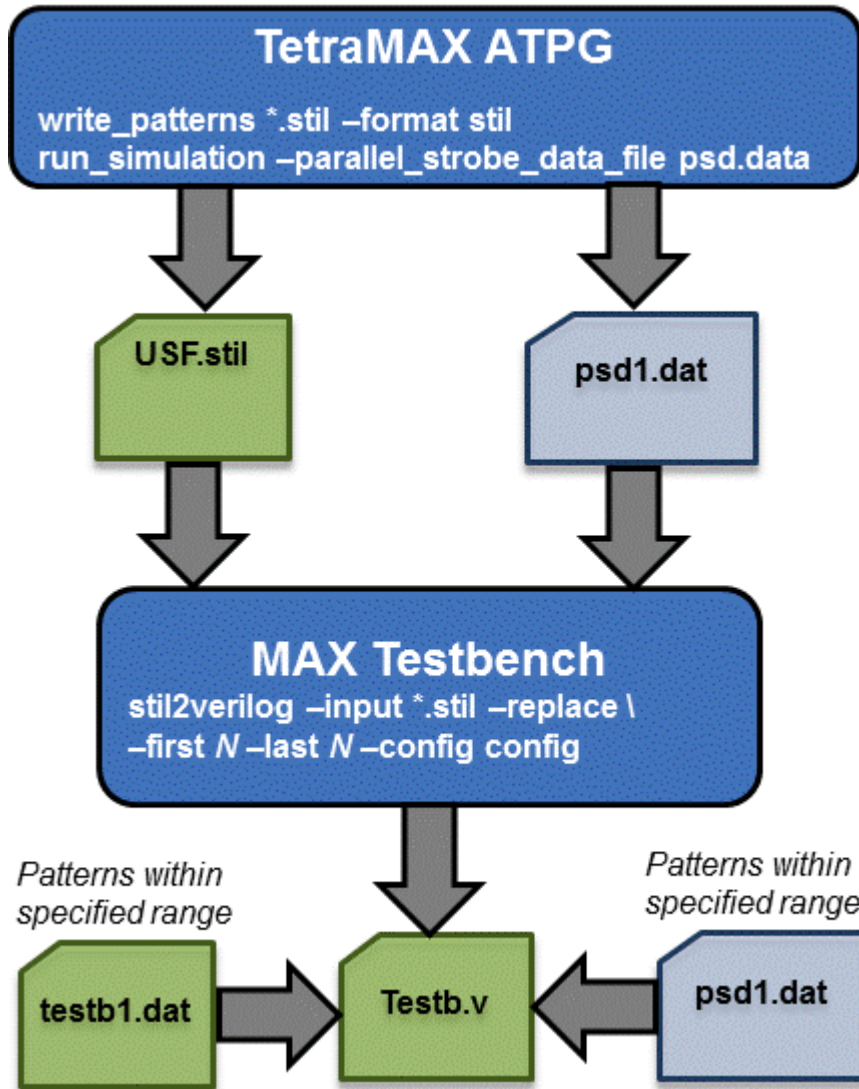 TetraMAX ATPG
write_patterns *.stil –format stil
run_simulation –parallel_strobe_data_file psd.data
USF.stil
psd1.dat
MAX Testbench
stil2verilog –input *.stil –replace \
–first N –last N –config config
Patterns within
specified range
Patterns within
specified range
testb1.dat
Testb.v
psd1.dat